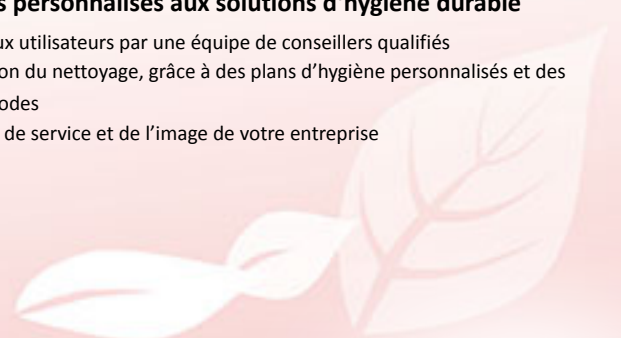 s personnalisés aux solutions d'hygiène durable
ux utilisateurs par une équipe de conseillers qualifiés
on du nettoyage, grâce à des plans d'hygiène personnalisés et des
odes
de service et de l'image de votre entreprise